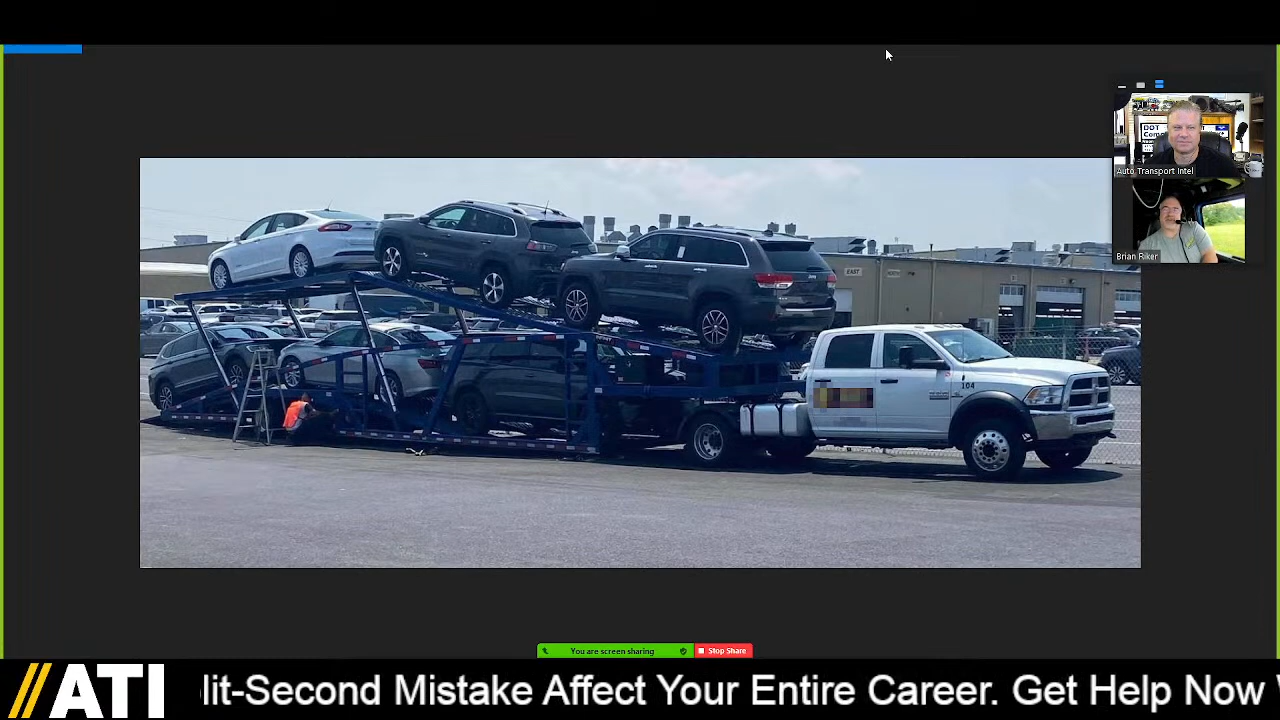 Auto Transport Intel
Brian Riker
DOT
EAST
104
You are screen sharing
Stop Share
ATI
lit-Second Mistake Affect Your Entire Career. Get Help Now